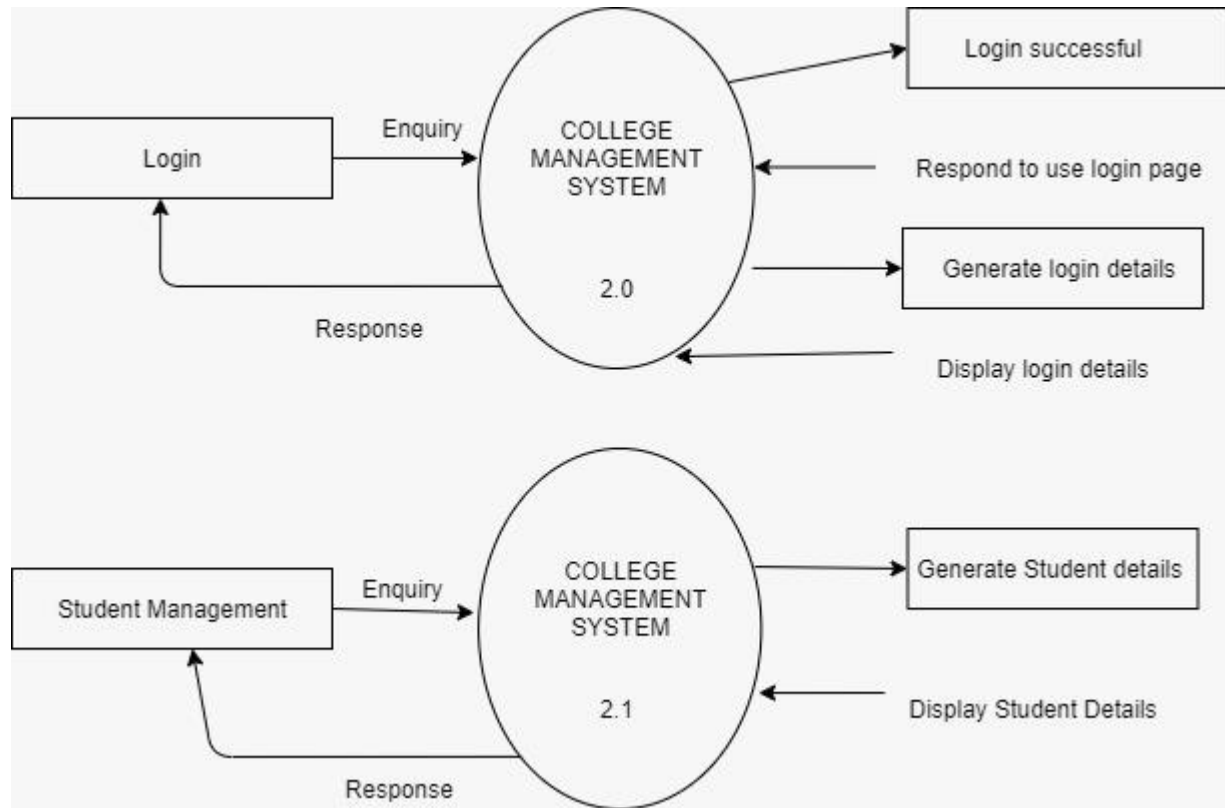 Login successful
Enquiry
COLLEGE
MANAGEMENT
SYSTEM
Login
Respond to use login page
Generate login details
2.0
Response
Display login details
COLLEGE
MANAGEMENT
SYSTEM
Generate Student details
Enquiry
Student Management
2.1
Display Student Details
Response